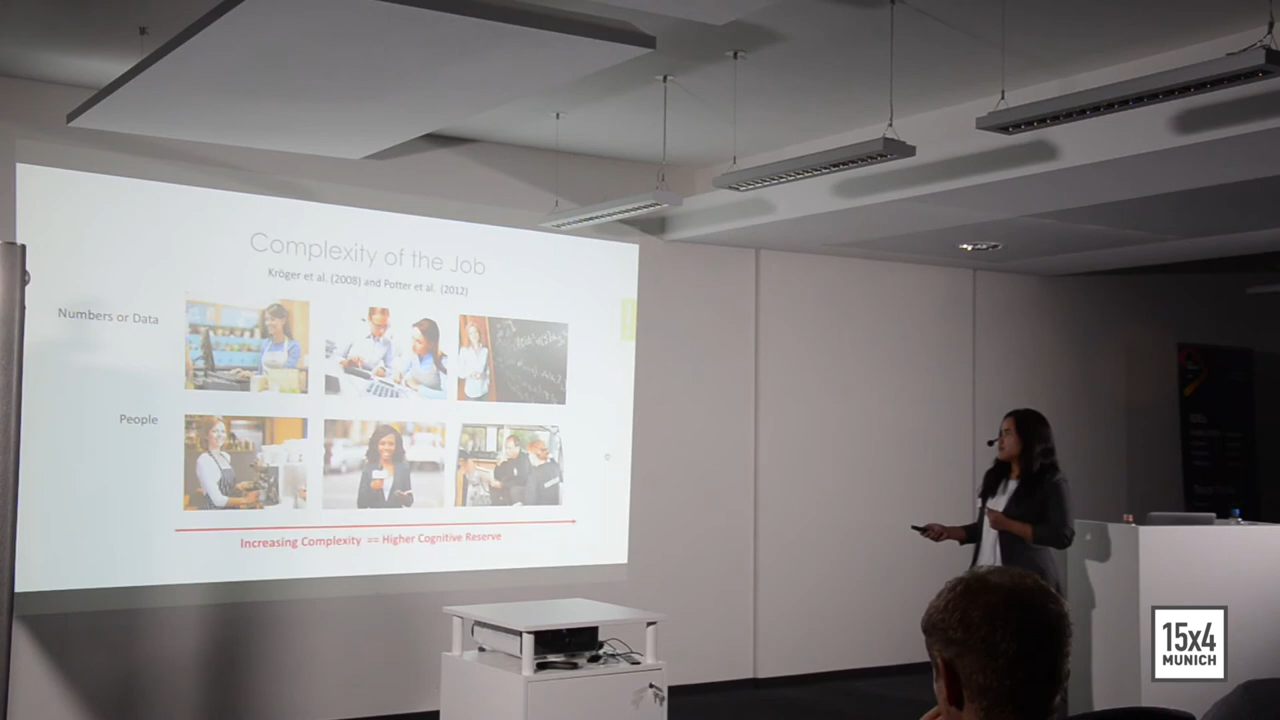 Complexity of the Job
Kröger et al. (2008) and Potter et al. (2012)
Numbers or Data
People
Increasing Complexity == Higher Cognitive Reserve
15x4
MUNICH